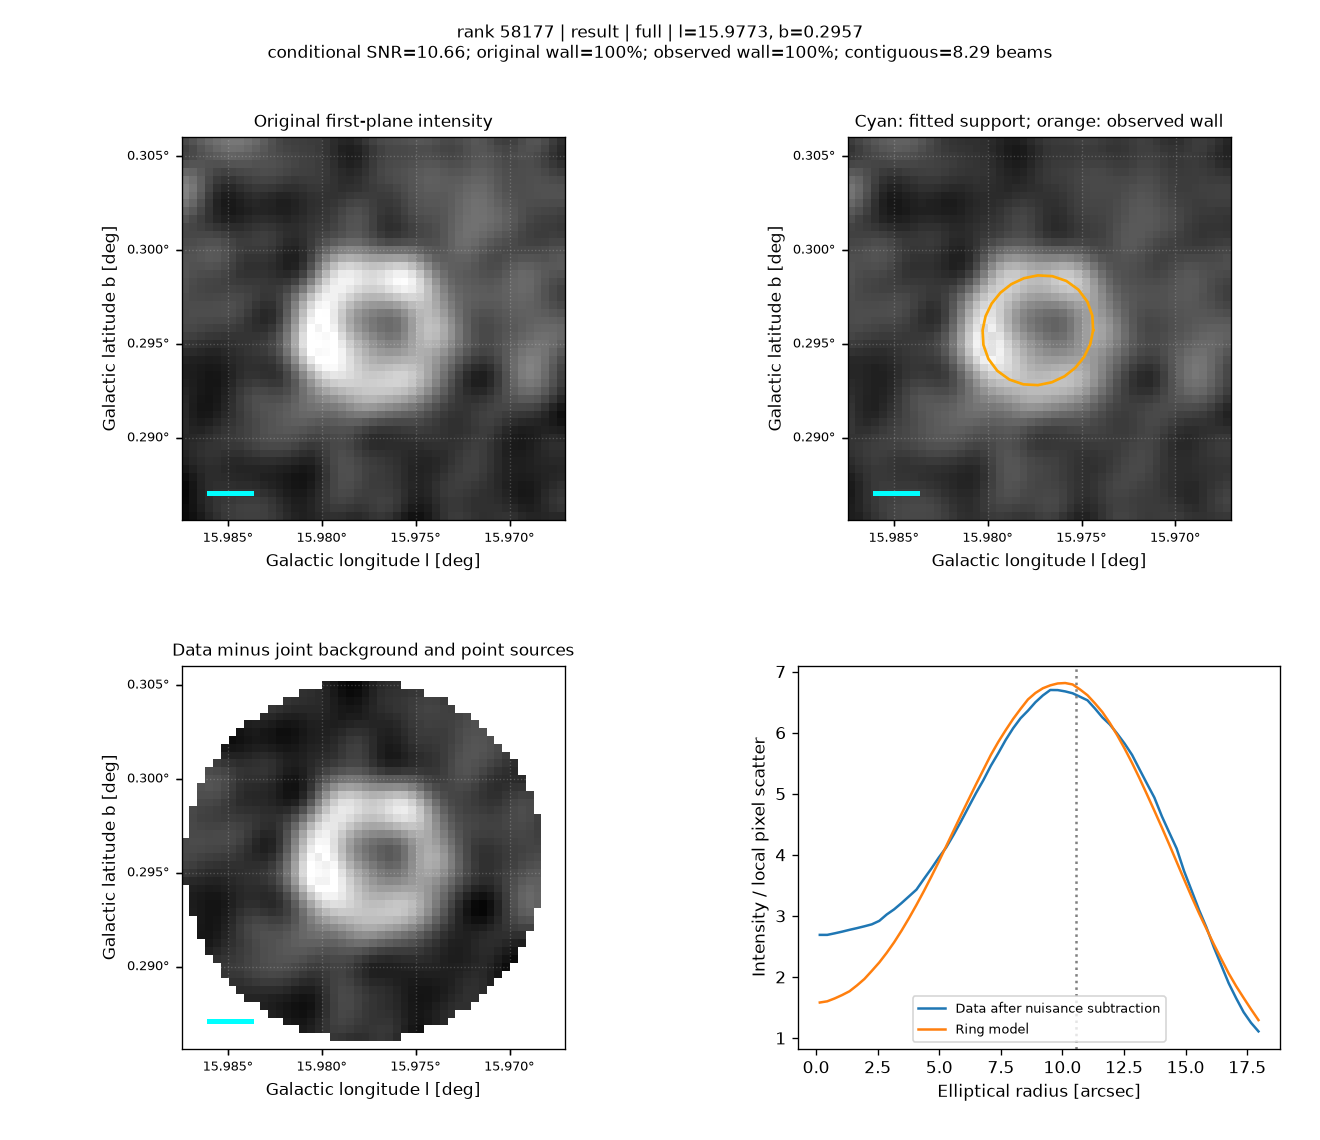 rank 58177 | result | full | l=15.9773, b=0.2957
conditional SNR=10.66; original wall=100%; observed wall=100%; contiguous=8.29 beams
Original first-plane intensity
0.305°
0.300°
0.295°
0.290°
Galactic latitude b [deg]
15.985°
15.980°
15.975°
15.970°
Galactic longitude l [deg]
Cyan: fitted support; orange: observed wall
0.305°
0.300°
0.295°
0.290°
Galactic latitude b [deg]
15.985°
15.980°
15.975°
15.970°
Galactic longitude l [deg]
Data minus joint background and point sources
0.305°
0.300°
0.295°
0.290°
Galactic latitude b [deg]
15.985°
15.980°
15.975°
15.970°
Galactic longitude l [deg]
7
6
5
4
3
2
1
Intensity / local pixel scatter
Data after nuisance subtraction
Ring model
0.0
2.5
5.0
7.5
10.0
12.5
15.0
17.5
Elliptical radius [arcsec]